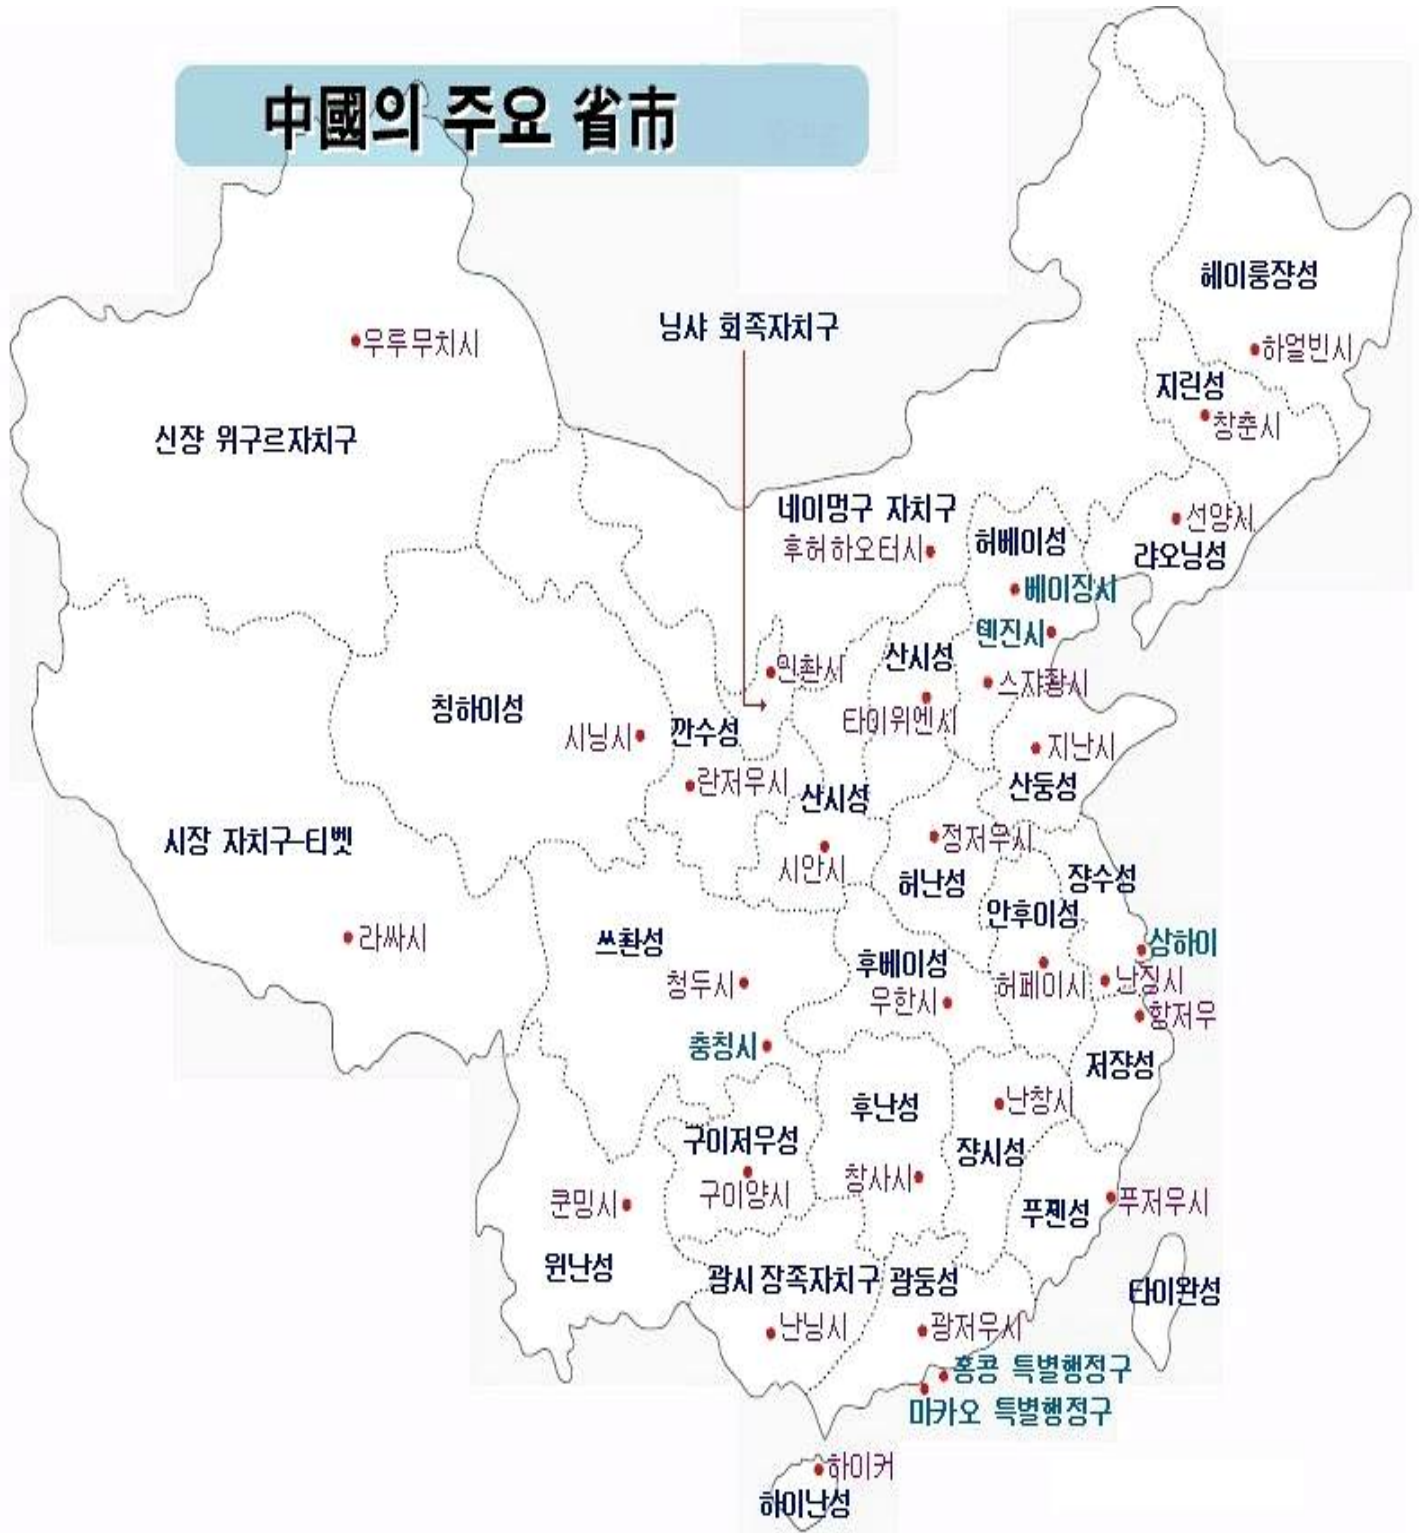 中國의 주요 省市
헤이룽쟝성
닝샤 회족자치구
우루무치시
하얼빈시
지린성
창춘시
신쟝 위구르자치구
네이멍구 자치구
선양시
후허하오터시
허베이성
랴오닝성
베이징시
톈진시
산시성
인촨시
스쟈좡시
칭하이성
타이위엔시
시닝시
깐수성
지난시
란저우시
산둥성
산시성
시장 자치구-티벳
정저우시
시안시
허난성
쟝수성
안후이성
라싸시
쓰촨성
상하이
후베이성
청두시
허페이시
난징시
우한시
항저우
충칭시
저쟝성
후난성
난창시
구이저우성
쟝시성
창사시
구이양시
쿤밍시
푸젠성
푸저우시
윈난성
광시 장족자치구
광둥성
타이완성
난닝시
광저우시
홍콩 특별행정구
마카오 특별행정구
하이커
하이난성